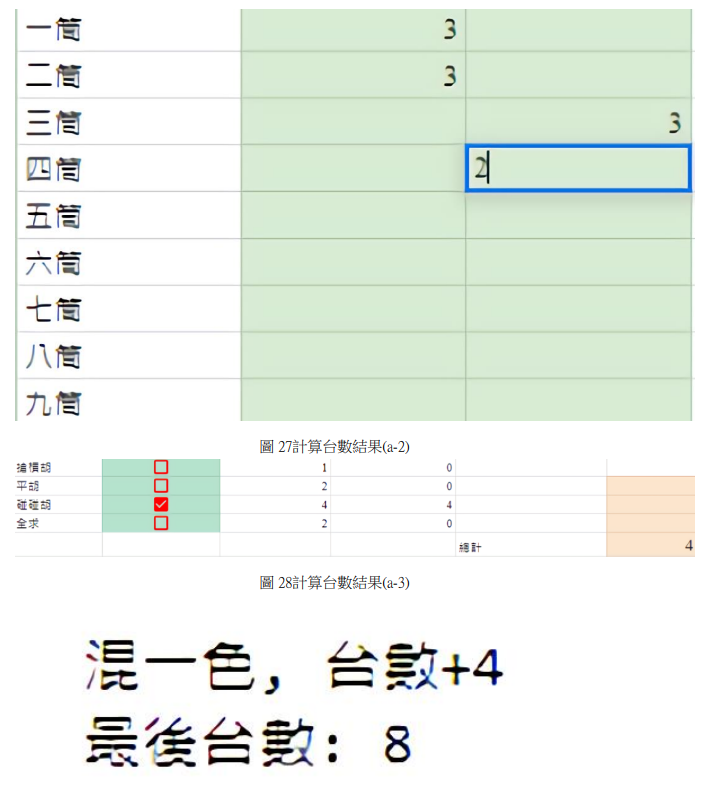 一筒 3
二筒 3
三筒 3
四筒 2
五筒
六筒
七筒
八筒
九筒
圖 27計算台數結果(a-2)
搶槓胡 1 0
平胡 2 0
碰碰胡 4 4
全求 2 0
總計 4
圖 28計算台數結果(a-3)
混一色，台數+4
最後台數：8